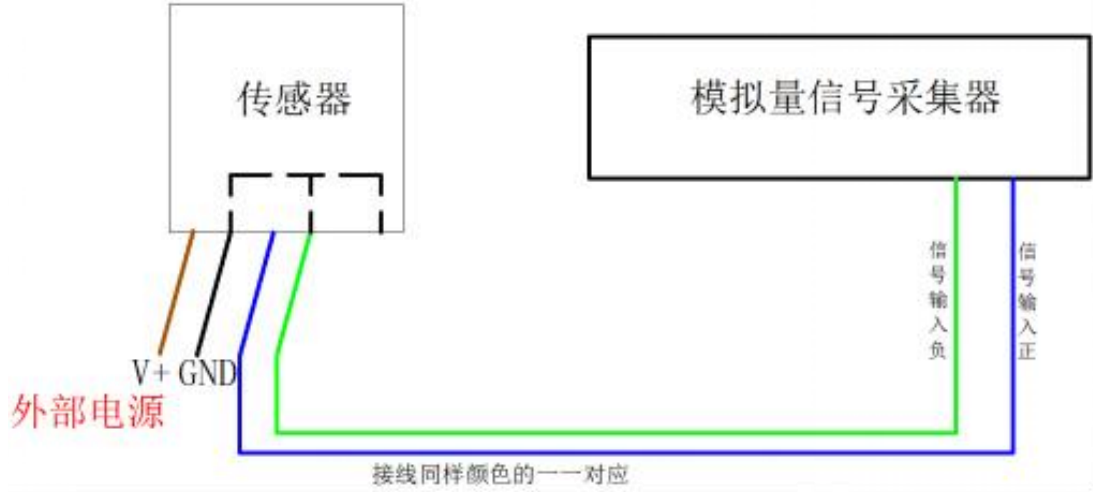 传感器
模拟量信号采集器
信号输入负
信号输入正
V+ GND
外部电源
接线同样颜色的一一对应